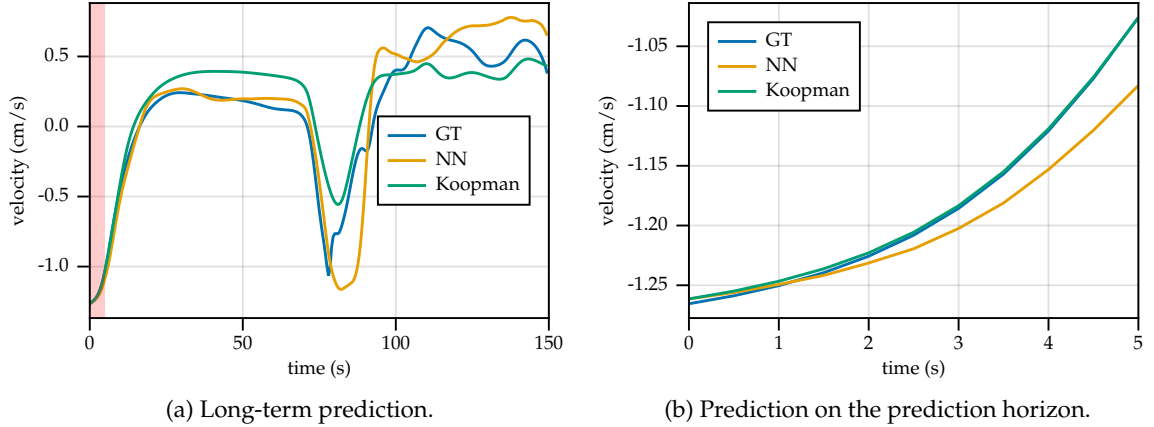 velocity (cm/s)
0.5
0.0
-0.5
-1.0
GT
NN
Koopman
0
50
100
150
time (s)
(a) Long-term prediction.
velocity (cm/s)
-1.05
-1.10
-1.15
-1.20
-1.25
GT
NN
Koopman
0
1
2
3
4
5
time (s)
(b) Prediction on the prediction horizon.